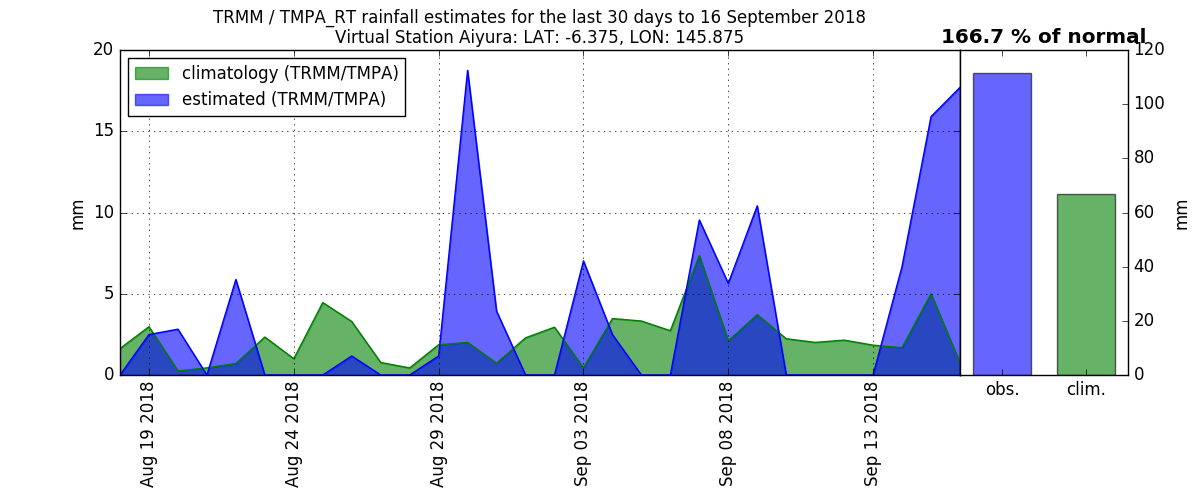 TRMM / TMPA_RT rainfall estimates for the last 30 days to 16 September 2018
Virtual Station Aiyura: LAT: -6.375, LON: 145.875
166.7 % of normal
climatology (TRMM/TMPA)
estimated (TRMM/TMPA)
20
15
10
5
0
mm
120
100
80
60
40
20
0
mm
obs.
clim.
Aug 19 2018
Aug 24 2018
Aug 29 2018
Sep 03 2018
Sep 08 2018
Sep 13 2018